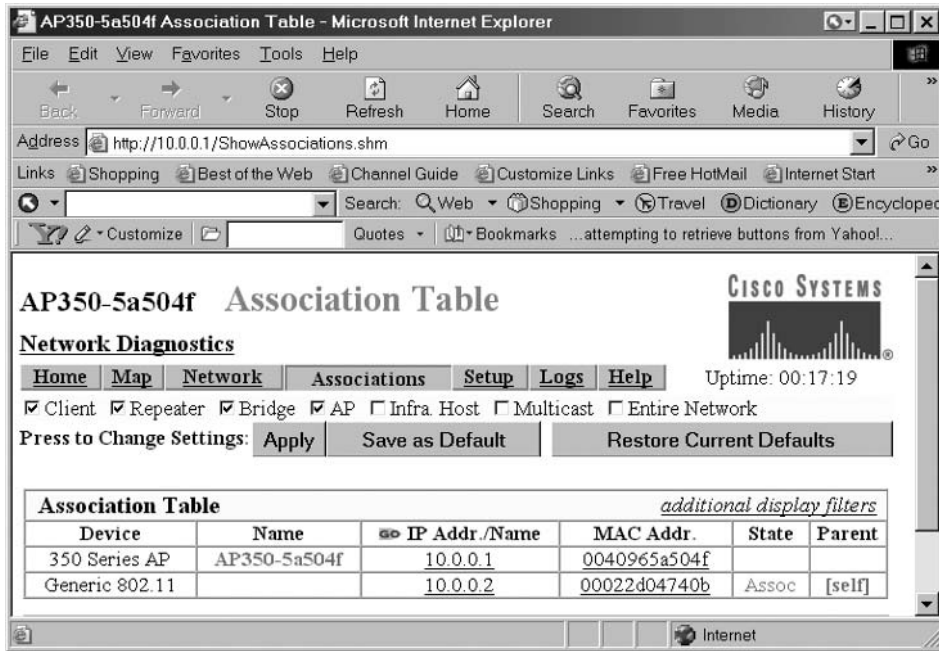 AP350-5a504f Association Table - Microsoft Internet Explorer
File Edit View Favorites Tools Help
Back Forward Stop Refresh Home Search Favorites Media History »
Address http://10.0.0.1/ShowAssociations.shm Go
Links Shopping Best of the Web Channel Guide Customize Links Free HotMail Internet Start »
Search: Web Shopping Travel Dictionary Encyclopec
Y! Customize Quotes Bookmarks ...attempting to retrieve buttons from Yahoo!...
AP350-5a504f Association Table
CISCO SYSTEMS
Network Diagnostics
Home Map Network Associations Setup Logs Help
Uptime: 00:17:19
Client Repeater Bridge AP Infra. Host Multicast Entire Network
Press to Change Settings: Apply Save as Default Restore Current Defaults
Association Table additional display filters
Device Name IP Addr./Name MAC Addr. State Parent
350 Series AP AP350-5a504f 10.0.0.1 0040965a504f
Generic 802.11 10.0.0.2 00022d04740b Assoc [self]
Internet